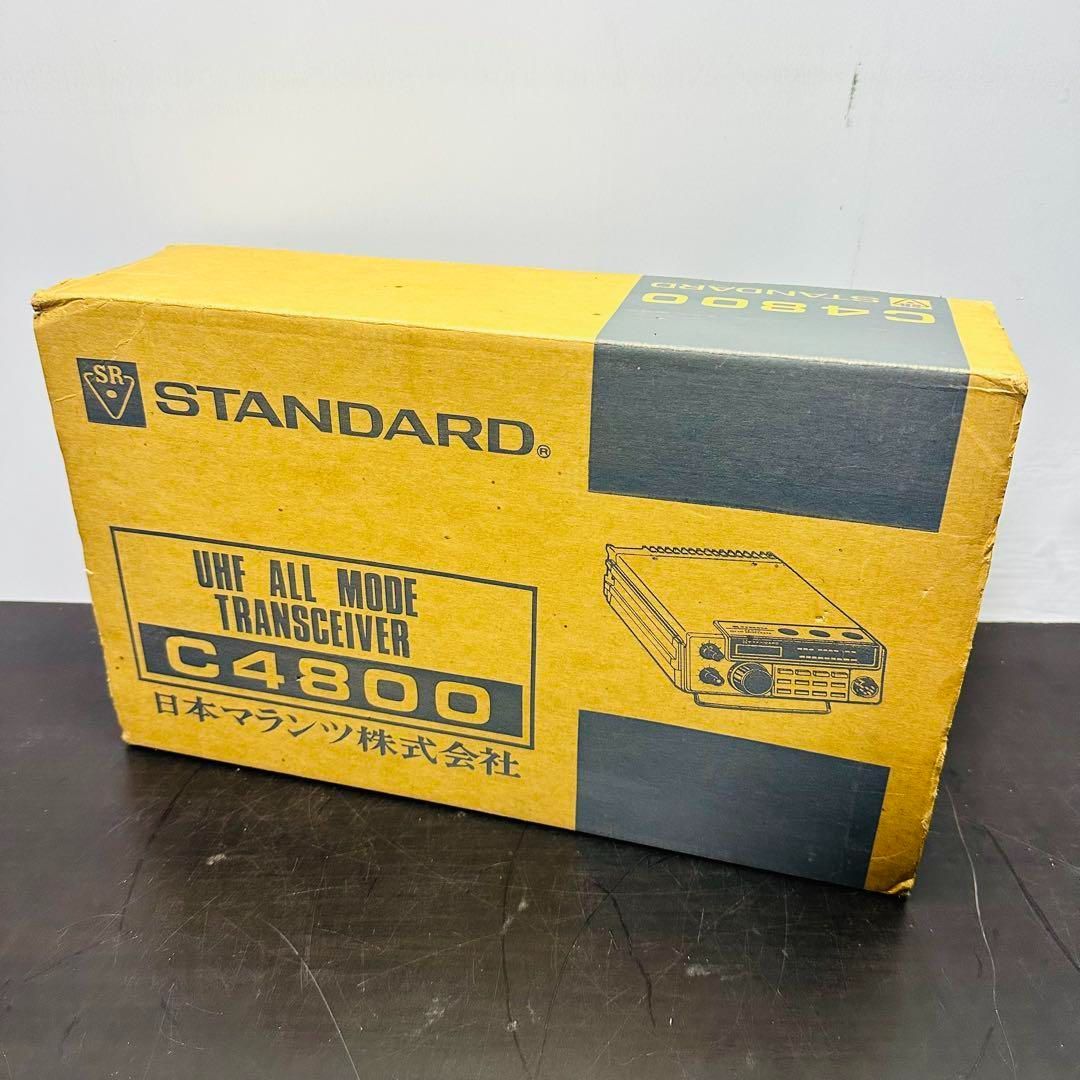 C4800
SR STANDARD
SR STANDARD®
UHF ALL MODE
TRANSCEIVER
C4800
日本マランツ株式会社